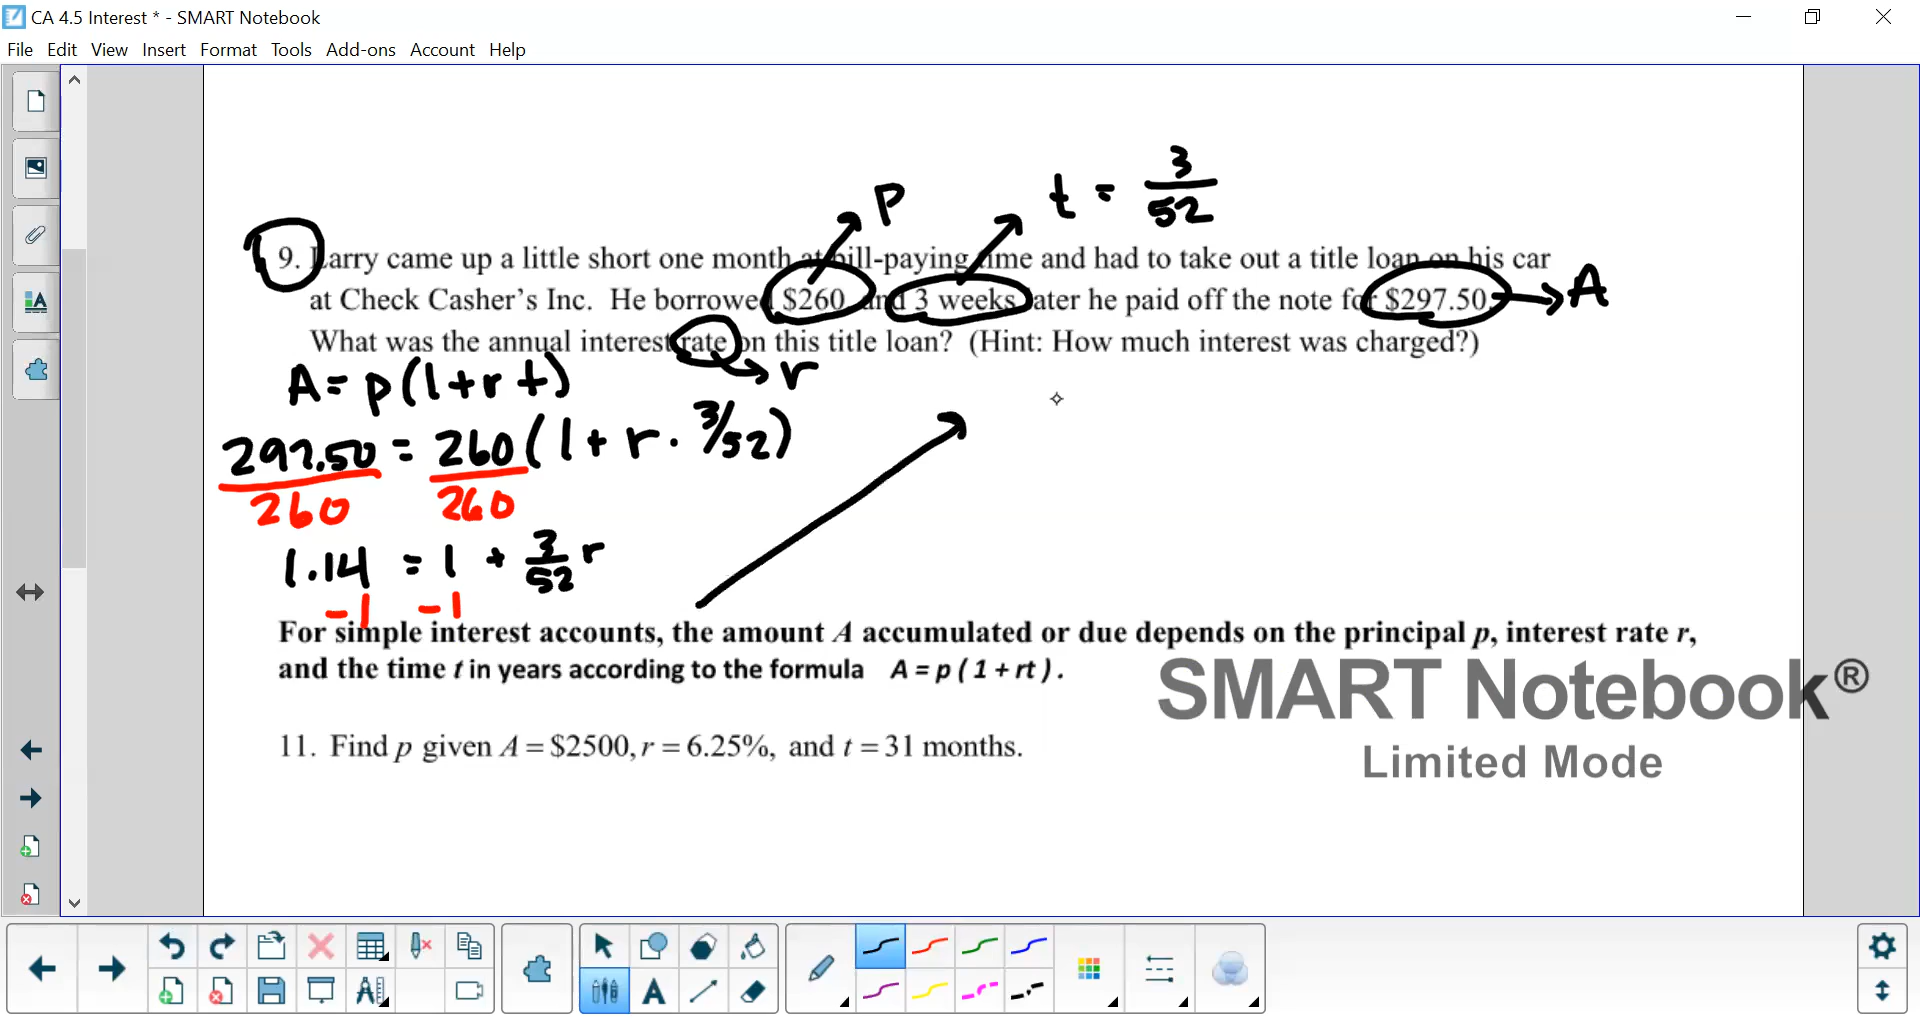 CA 4.5 Interest * - SMART Notebook
File Edit View Insert Format Tools Add-ons Account Help
P
t = 3/52
9. Larry came up a little short one month at bill-paying time and had to take out a title loan on his car
at Check Casher's Inc. He borrowed $260 and 3 weeks later he paid off the note for $297.50.
A
What was the annual interest rate on this title loan? (Hint: How much interest was charged?)
r
A = p(1+rt)
297.50 = 260(1 + r · 3/52)
260 260
1.14 = 1 + 3/52 r
-1 -1
For simple interest accounts, the amount A accumulated or due depends on the principal p, interest rate r,
and the time t in years according to the formula A = p ( 1 + rt ) .
SMART Notebook®
Limited Mode
11. Find p given A = $2500, r = 6.25%, and t = 31 months.